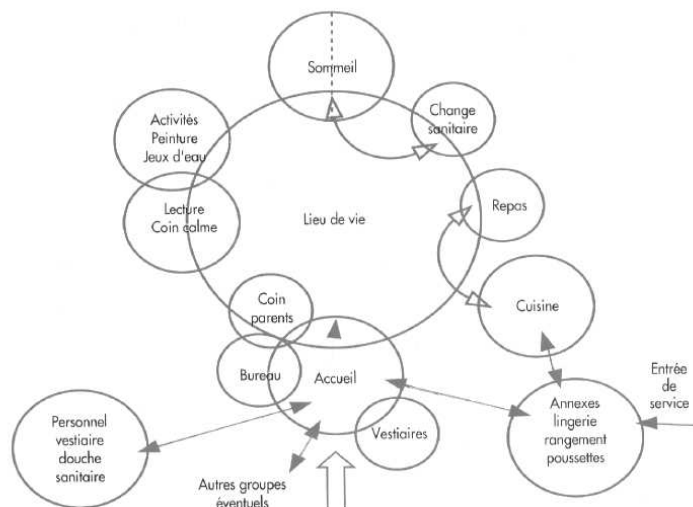 Sommeil
Change
sanitaire
Activités
Peinture
Jeux d'eau
Lecture
Coin calme
Lieu de vie
Repas
Coin
parents
Cuisine
Bureau
Accueil
Entrée
de
service
Personnel
vestiaire
douche
sanitaire
Vestiaires
Annexes
lingerie
rangement
poussettes
Autres groupes
éventuels